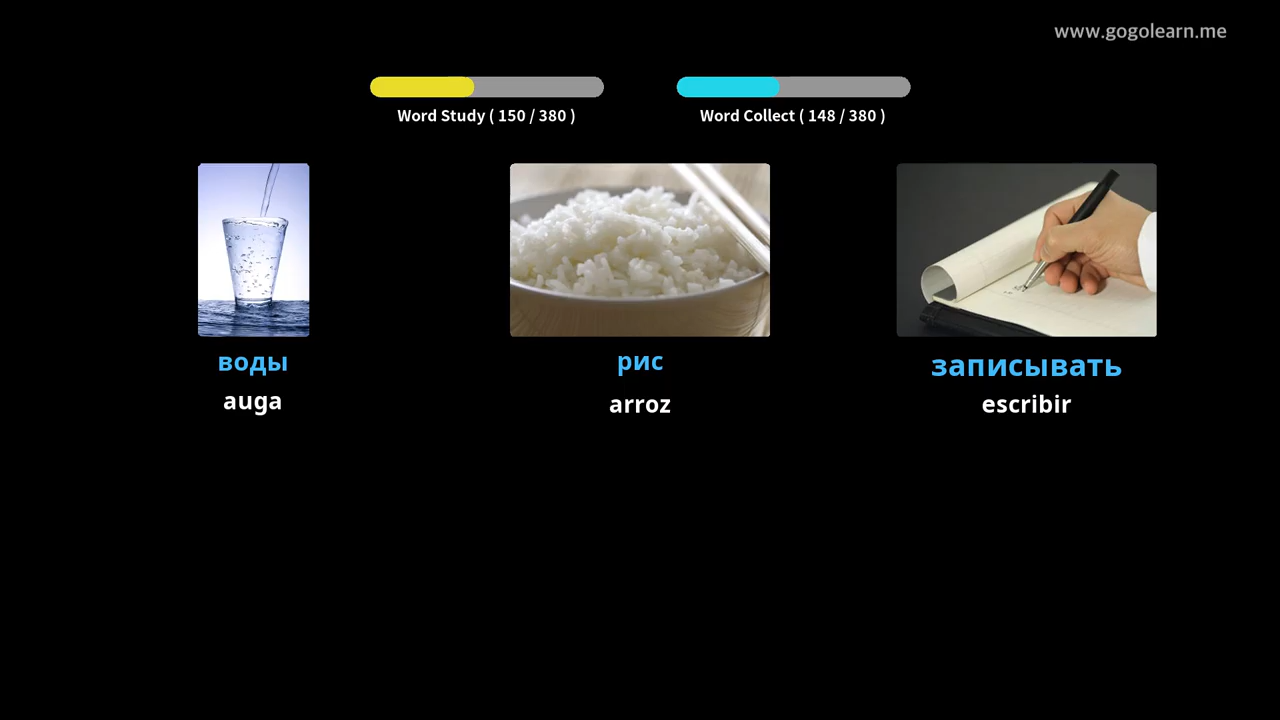 www.gogolearn.me
Word Study ( 150 / 380 )
Word Collect ( 148 / 380 )
воды
auga
рис
arroz
записывать
escribir